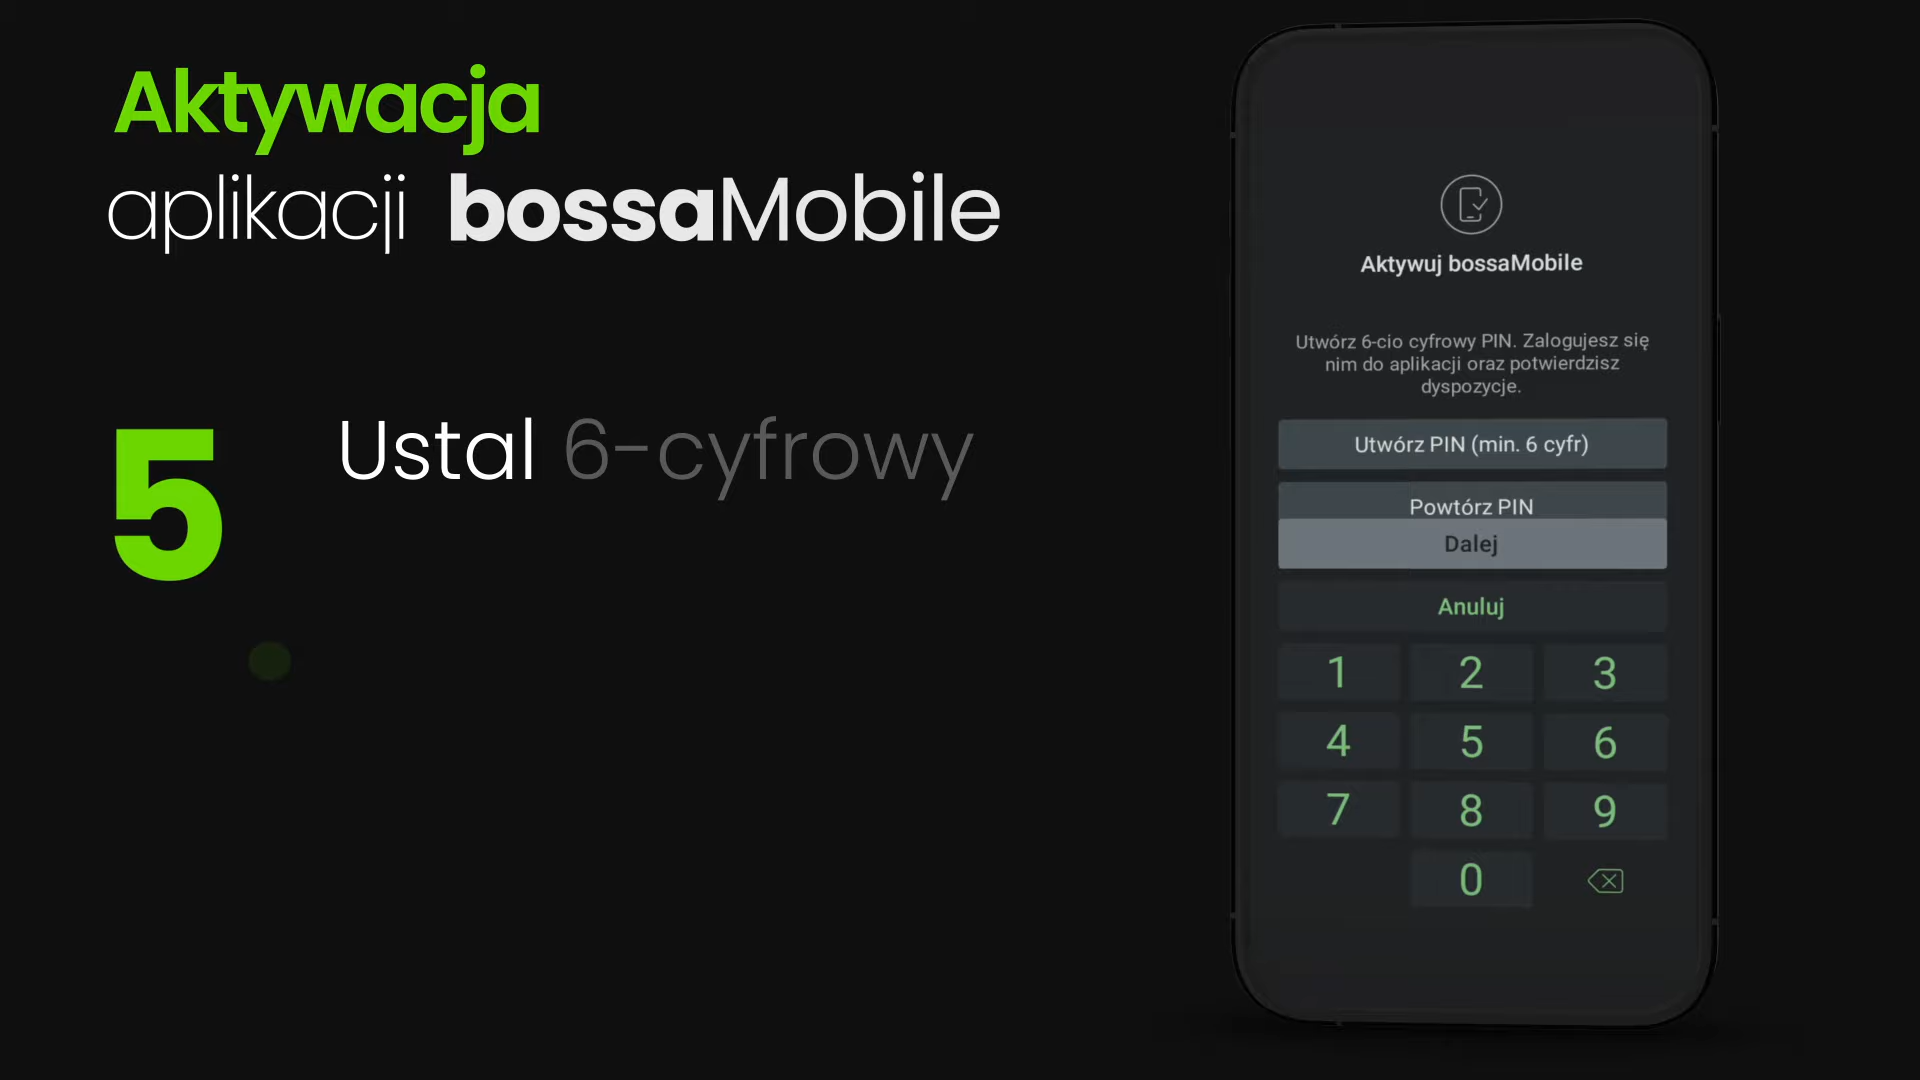 Aktywacja
aplikacji bossaMobile
5
Ustal 6-cyfrowy
Aktywuj bossaMobile
Utwórz 6-cio cyfrowy PIN. Zalogujesz się
nim do aplikacji oraz potwierdzisz
dyspozycje.
Utwórz PIN (min. 6 cyfr)
Powtórz PIN
Dalej
Anuluj
1 2 3
4 5 6
7 8 9
0